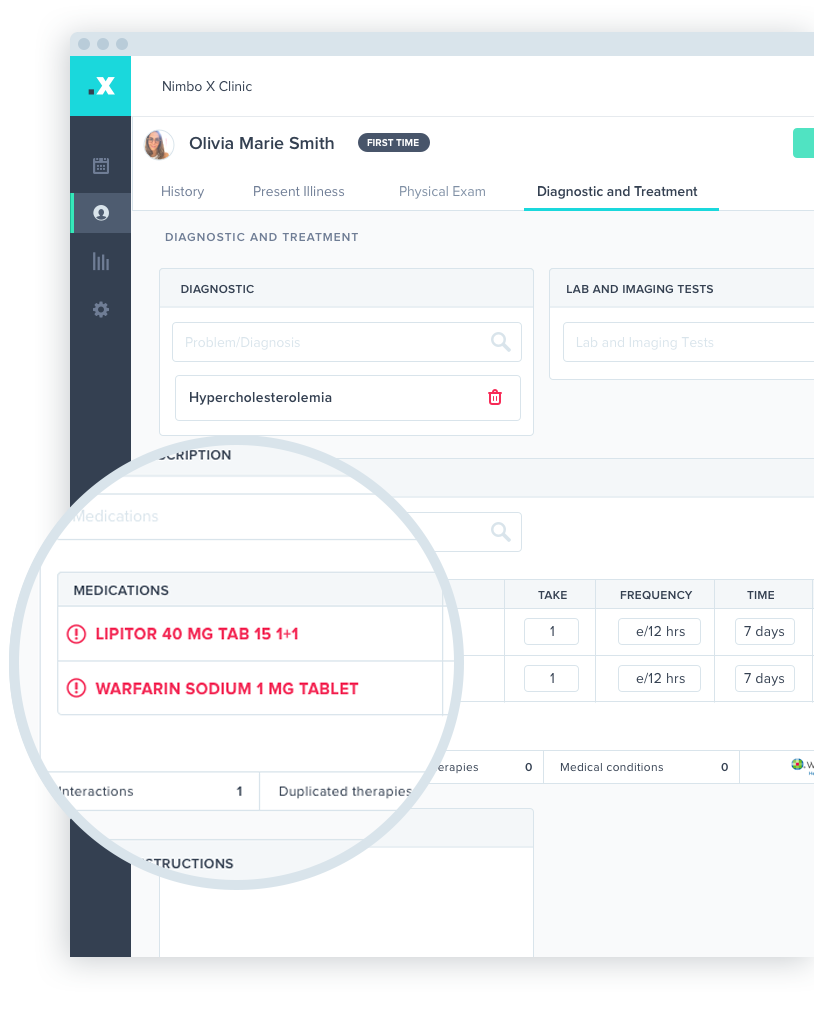 .X
Nimbo X Clinic
Olivia Marie Smith FIRST TIME
History Present Illiness Physical Exam Diagnostic and Treatment
DIAGNOSTIC AND TREATMENT
DIAGNOSTIC
Problem/Diagnosis
Hypercholesterolemia
LAB AND IMAGING TESTS
Lab and Imaging Tests
SCRIPTION
Medications
MEDICATIONS TAKE FREQUENCY TIME
LIPITOR 40 MG TAB 15 1+1 1 e/12 hrs 7 days
WARFARIN SODIUM 1 MG TABLET 1 e/12 hrs 7 days
Interactions 1 Duplicated therapies
erapies 0 Medical conditions 0
STRUCTIONS